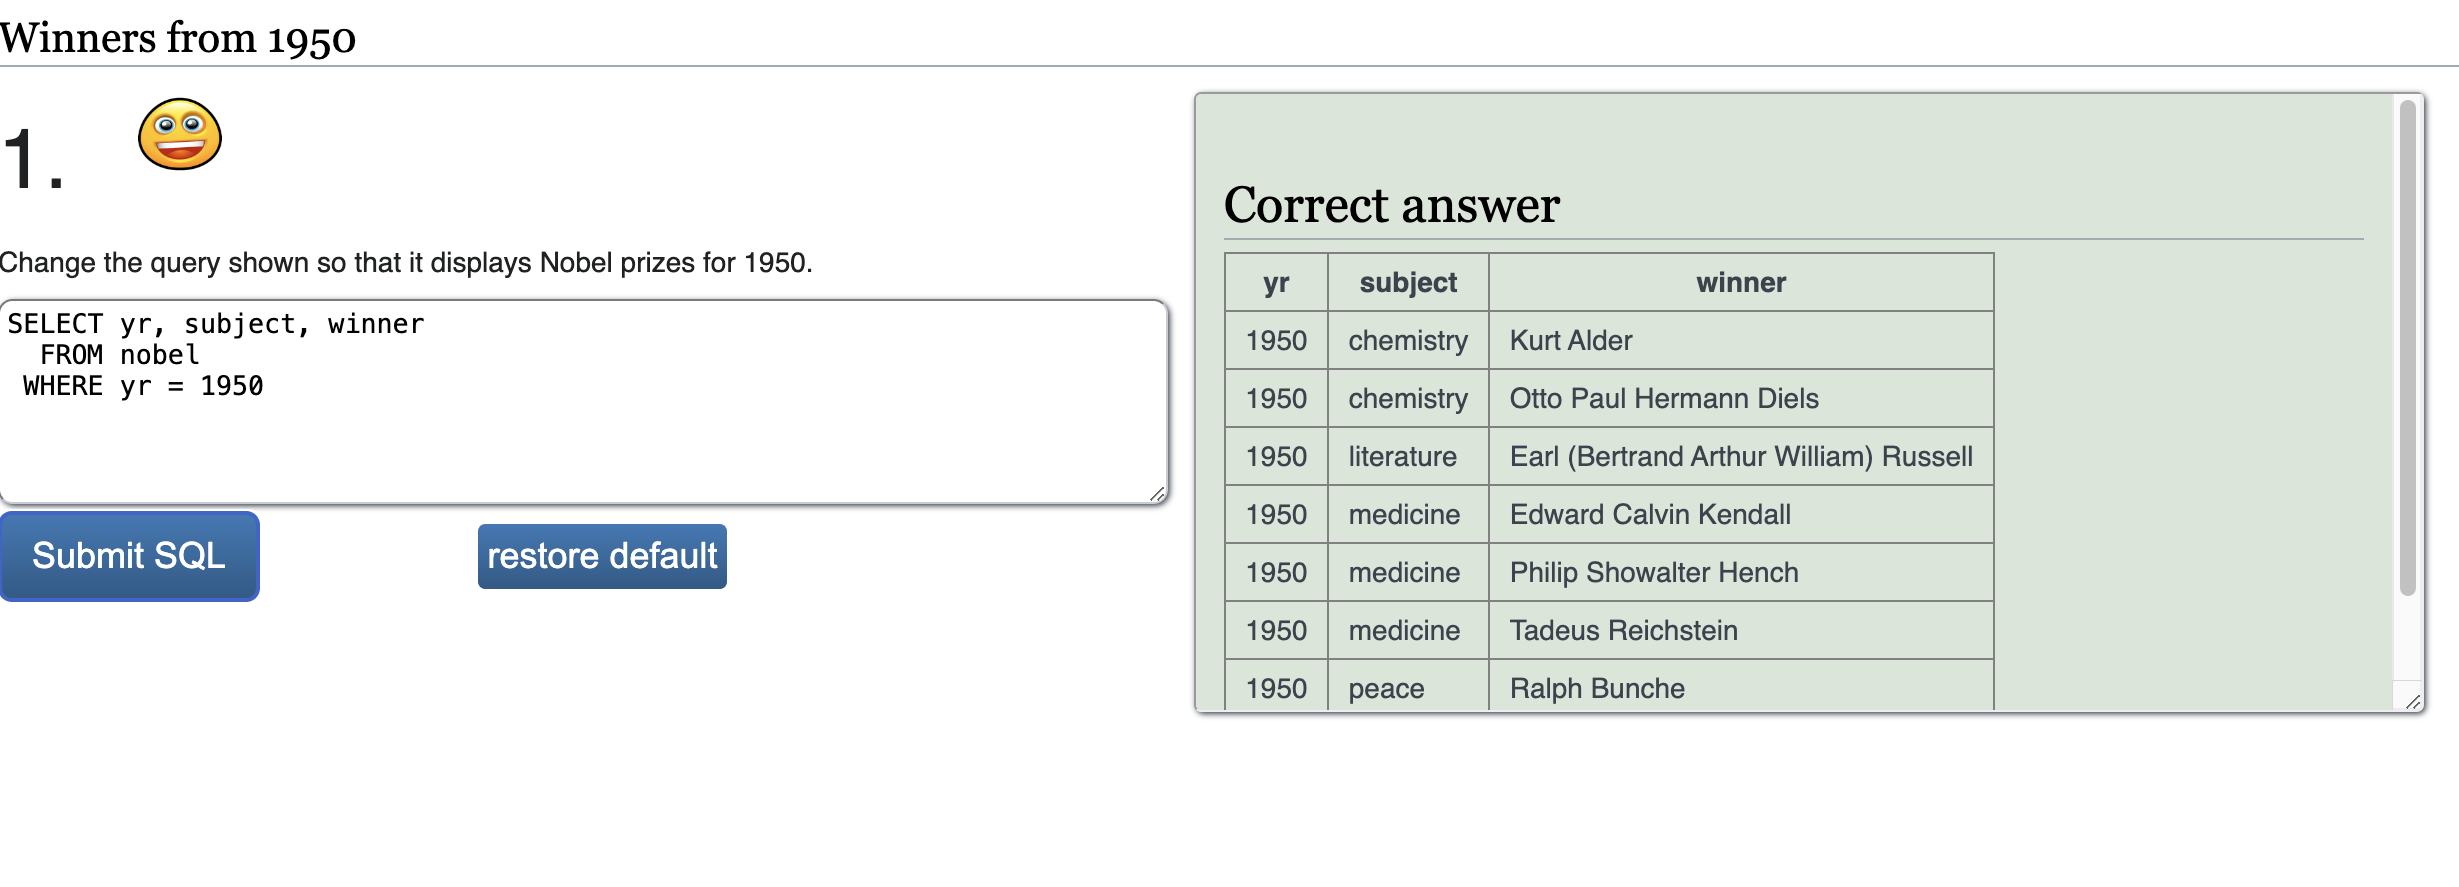 Winners from 1950
1.
Change the query shown so that it displays Nobel prizes for 1950.
SELECT yr, subject, winner
FROM nobel
WHERE yr = 1950
Submit SQL
restore default
Correct answer
yr subject winner
1950 chemistry Kurt Alder
1950 chemistry Otto Paul Hermann Diels
1950 literature Earl (Bertrand Arthur William) Russell
1950 medicine Edward Calvin Kendall
1950 medicine Philip Showalter Hench
1950 medicine Tadeus Reichstein
1950 peace Ralph Bunche